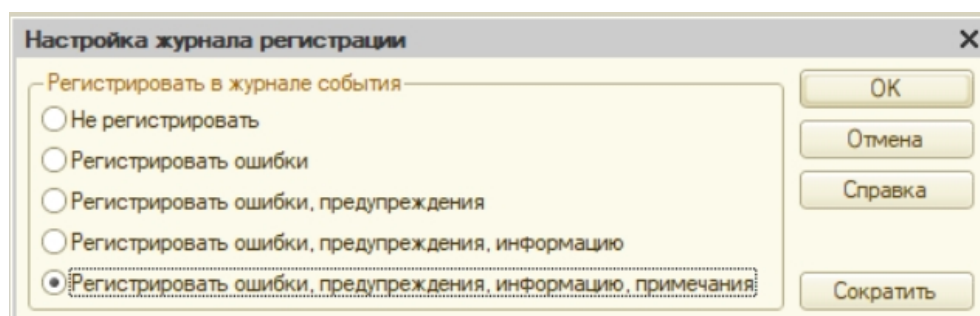 Настройка журнала регистрации
Регистрировать в журнале события
Не регистрировать
Регистрировать ошибки
Регистрировать ошибки, предупреждения
Регистрировать ошибки, предупреждения, информацию
Регистрировать ошибки, предупреждения, информацию, примечания
ОК
Отмена
Справка
Сократить